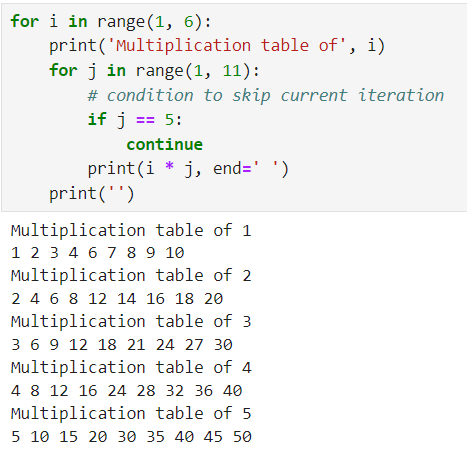 for i in range(1, 6):
    print('Multiplication table of', i)
    for j in range(1, 11):
        # condition to skip current iteration
        if j == 5:
            continue
        print(i * j, end=' ')
    print('')
Multiplication table of 1
1 2 3 4 6 7 8 9 10
Multiplication table of 2
2 4 6 8 12 14 16 18 20
Multiplication table of 3
3 6 9 12 18 21 24 27 30
Multiplication table of 4
4 8 12 16 24 28 32 36 40
Multiplication table of 5
5 10 15 20 30 35 40 45 50